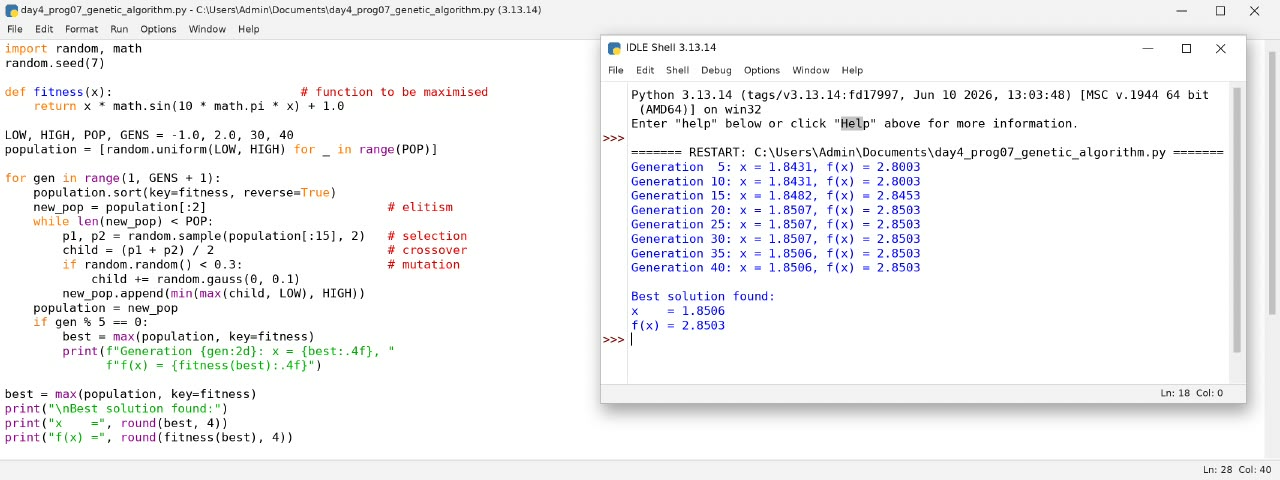 day4_prog07_genetic_algorithm.py - C:\Users\Admin\Documents\day4_prog07_genetic_algorithm.py (3.13.14)
File Edit Format Run Options Window Help
import random, math
random.seed(7)

def fitness(x):                          # function to be maximised
    return x * math.sin(10 * math.pi * x) + 1.0

LOW, HIGH, POP, GENS = -1.0, 2.0, 30, 40
population = [random.uniform(LOW, HIGH) for _ in range(POP)]

for gen in range(1, GENS + 1):
    population.sort(key=fitness, reverse=True)
    new_pop = population[:2]                         # elitism
    while len(new_pop) < POP:
        p1, p2 = random.sample(population[:15], 2)   # selection
        child = (p1 + p2) / 2                        # crossover
        if random.random() < 0.3:                    # mutation
            child += random.gauss(0, 0.1)
        new_pop.append(min(max(child, LOW), HIGH))
    population = new_pop
    if gen % 5 == 0:
        best = max(population, key=fitness)
        print(f"Generation {gen:2d}: x = {best:.4f}, "
              f"f(x) = {fitness(best):.4f}")

best = max(population, key=fitness)
print("\nBest solution found:")
print("x    =", round(best, 4))
print("f(x) =", round(fitness(best), 4))
Ln: 28 Col: 40
IDLE Shell 3.13.14
File Edit Shell Debug Options Window Help
Python 3.13.14 (tags/v3.13.14:fd17997, Jun 10 2026, 13:03:48) [MSC v.1944 64 bit
 (AMD64)] on win32
Enter "help" below or click "Help" above for more information.
>>>
======= RESTART: C:\Users\Admin\Documents\day4_prog07_genetic_algorithm.py =======
Generation  5: x = 1.8431, f(x) = 2.8003
Generation 10: x = 1.8431, f(x) = 2.8003
Generation 15: x = 1.8482, f(x) = 2.8453
Generation 20: x = 1.8507, f(x) = 2.8503
Generation 25: x = 1.8507, f(x) = 2.8503
Generation 30: x = 1.8507, f(x) = 2.8503
Generation 35: x = 1.8506, f(x) = 2.8503
Generation 40: x = 1.8506, f(x) = 2.8503

Best solution found:
x    = 1.8506
f(x) = 2.8503
>>>
Ln: 18 Col: 0